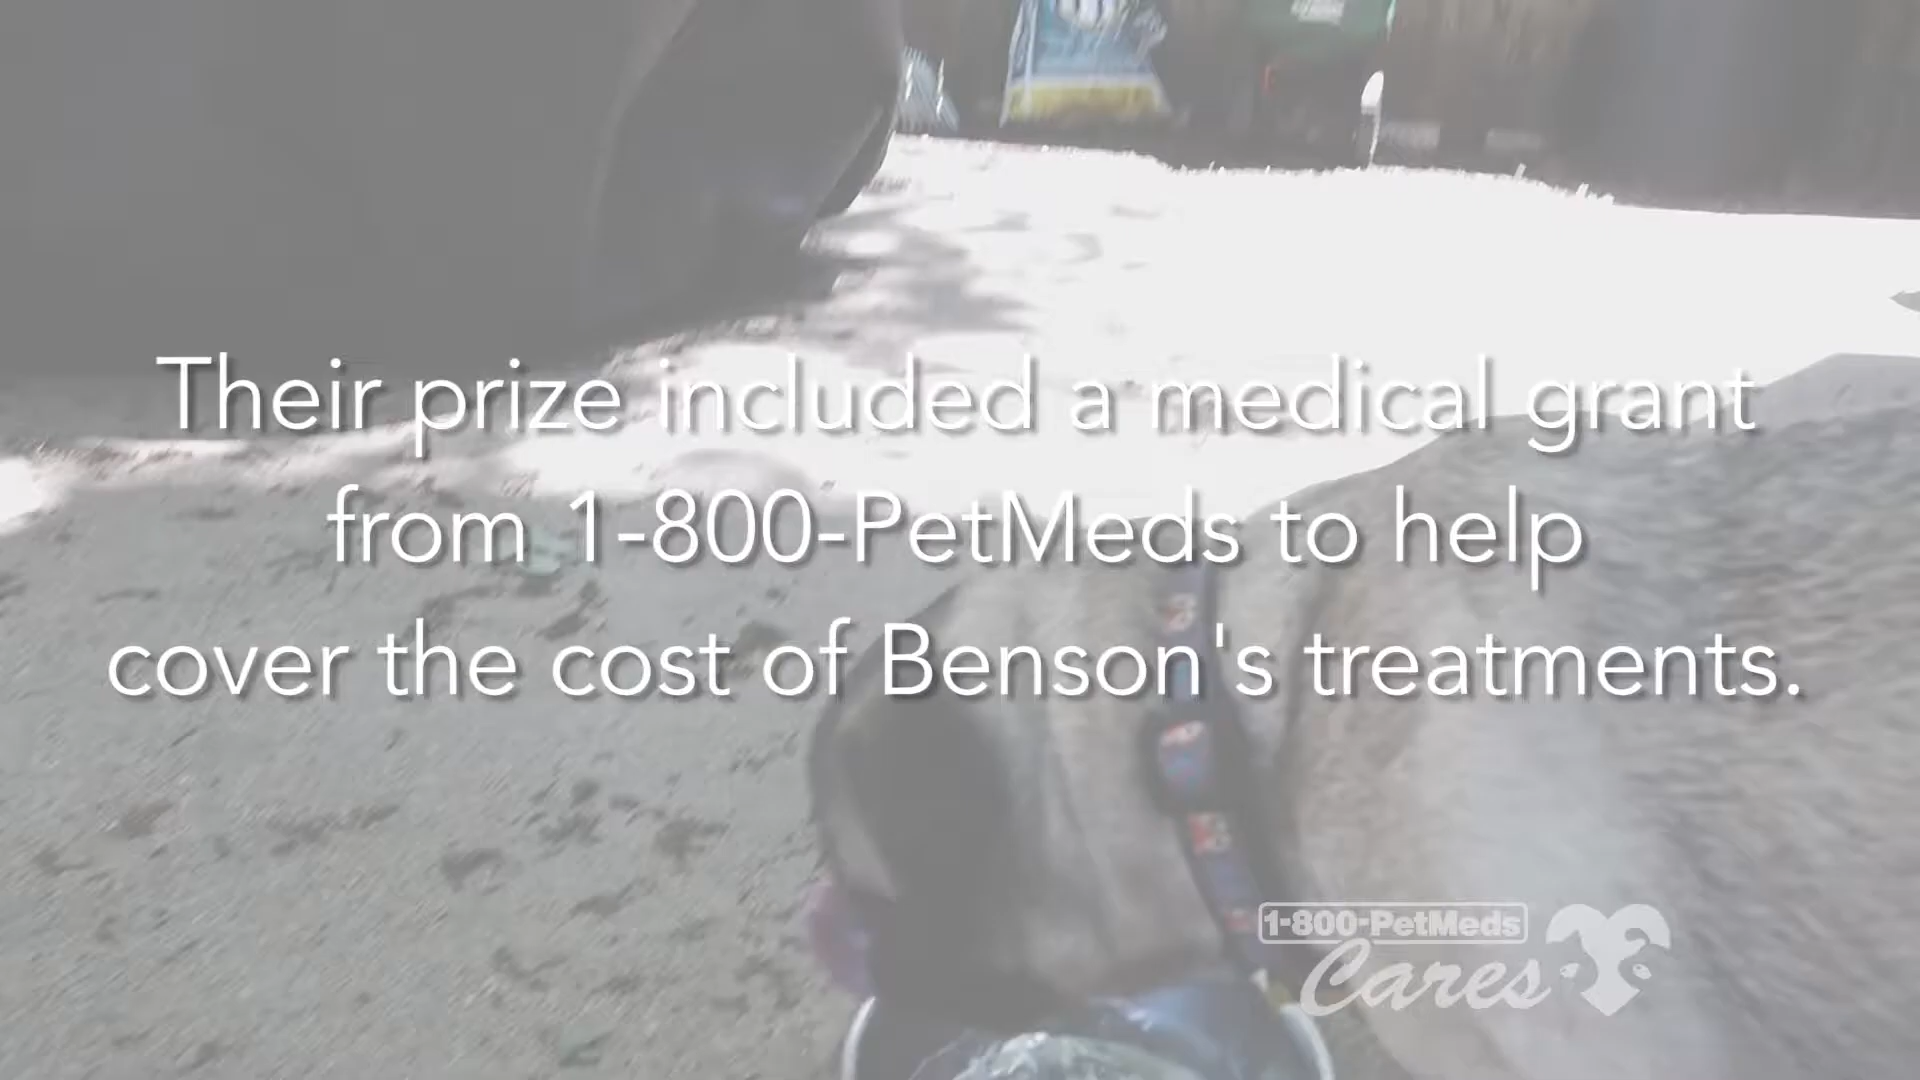 Their prize included a medical grant
from 1-800-PetMeds to help
cover the cost of Benson's treatments.
1-800-PetMeds
Cares